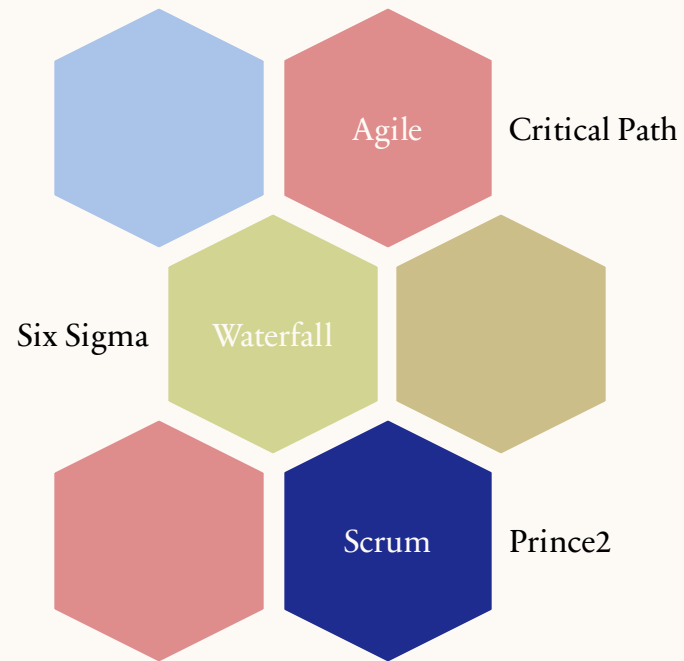 Agile
Critical Path
Six Sigma
Waterfall
Scrum
Prince2